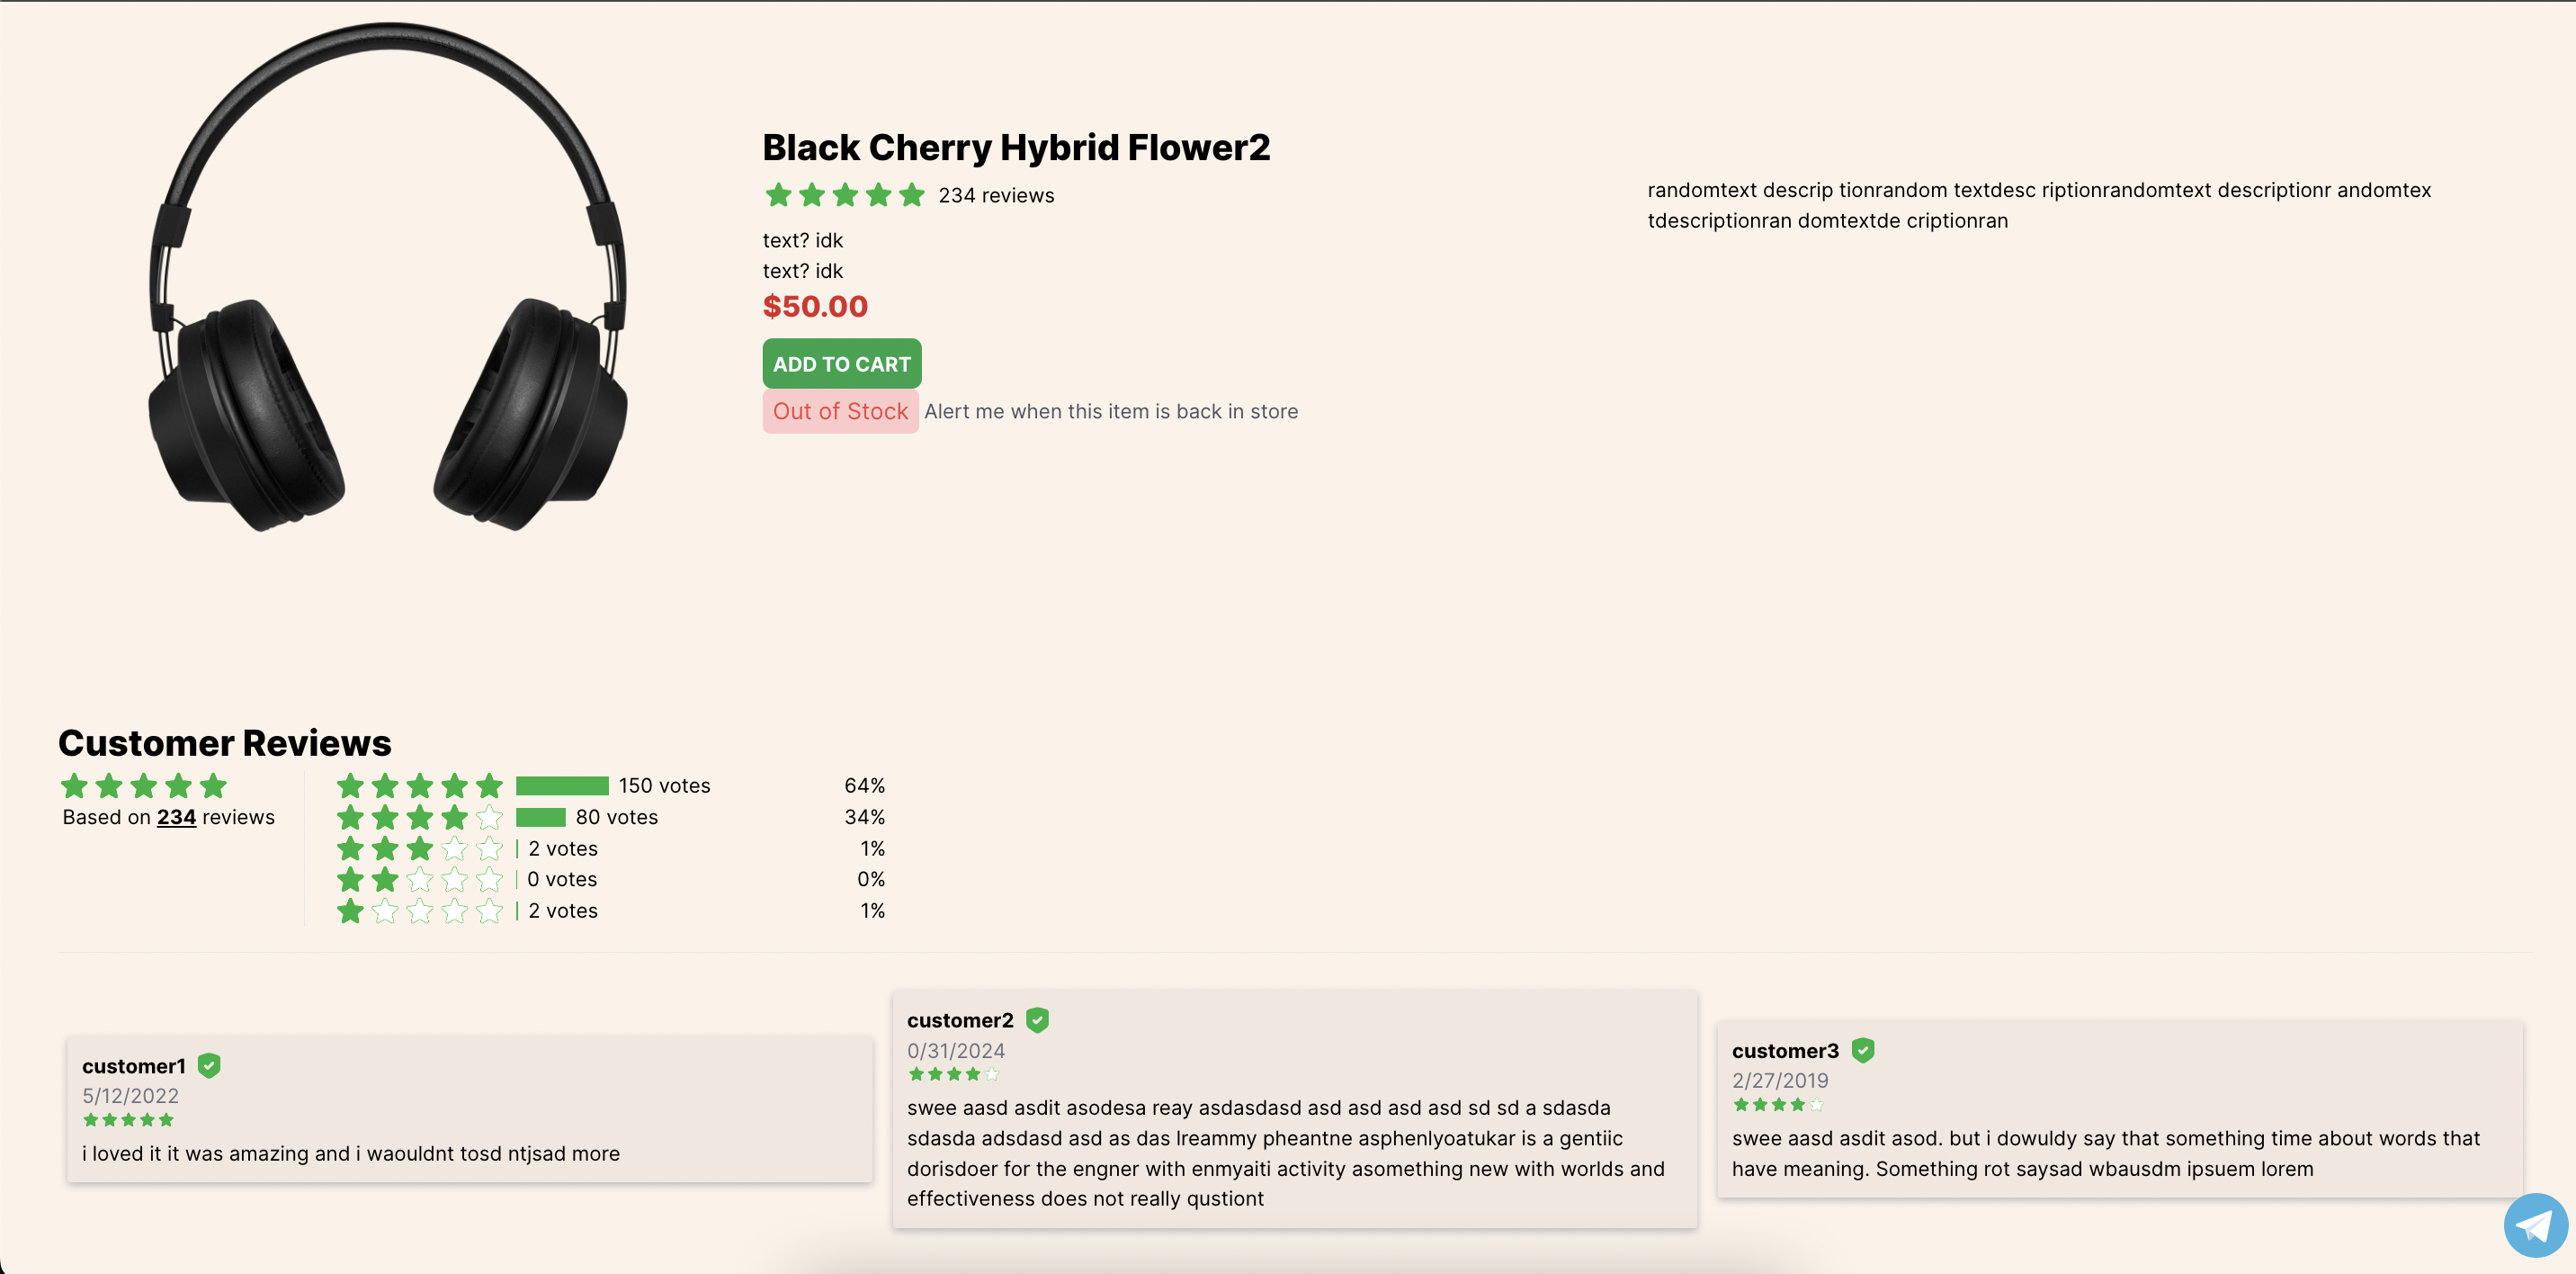 Black Cherry Hybrid Flower2
234 reviews
text? idk
text? idk
$50.00
ADD TO CART
Out of Stock Alert me when this item is back in store
randomtext descrip tionrandom textdesc riptionrandomtext descriptionr andomtex
tdescriptionran domtextde criptionran
Customer Reviews
Based on 234 reviews
150 votes 64%
80 votes 34%
2 votes 1%
0 votes 0%
2 votes 1%
customer1
5/12/2022
i loved it it was amazing and i waouldnt tosd ntjsad more
customer2
0/31/2024
swee aasd asdit asodesa reay asdasdasd asd asd asd asd sd sd a sdasda
sdasda adsdasd asd as das lreammy pheantne asphenlyoatukar is a gentiic
dorisdoer for the engner with enmyaiti activity asomething new with worlds and
effectiveness does not really qustiont
customer3
2/27/2019
swee aasd asdit asod. but i dowuldy say that something time about words that
have meaning. Something rot saysad wbausdm ipsuem lorem